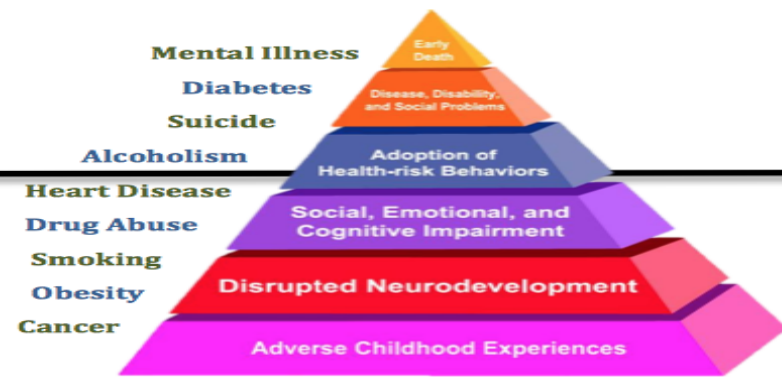 Mental Illness
Diabetes
Suicide
Alcoholism
Heart Disease
Drug Abuse
Smoking
Obesity
Cancer
Early
Death
Disease, Disability,
and Social Problems
Adoption of
Health-risk Behaviors
Social, Emotional, and
Cognitive Impairment
Disrupted Neurodevelopment
Adverse Childhood Experiences